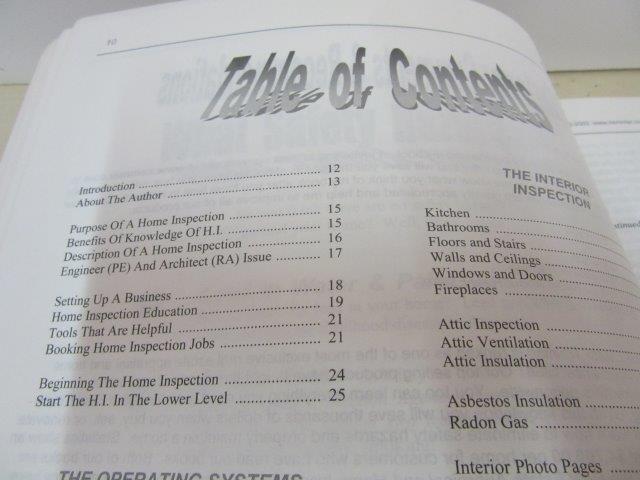 10
Table of Contents
Introduction ........ 12
About The Author ........ 13
Purpose Of A Home Inspection ........ 15
Benefits Of Knowledge Of H.I. ........ 15
Description Of A Home Inspection ........ 16
Engineer (PE) And Architect (RA) Issue ........ 17
Setting Up A Business ........ 18
Home Inspection Education ........ 19
Tools That Are Helpful ........ 21
Booking Home Inspection Jobs ........ 21
Beginning The Home Inspection ........ 24
Start The H.I. In The Lower Level ........ 25
THE OPERATING SYSTEMS
THE INTERIOR
INSPECTION
Kitchen ........
Bathrooms ........
Floors and Stairs ........
Walls and Ceilings ........
Windows and Doors ........
Fireplaces ........
Attic Inspection ........
Attic Ventilation ........
Attic Insulation ........
Asbestos Insulation ........
Radon Gas ........
Interior Photo Pages ........